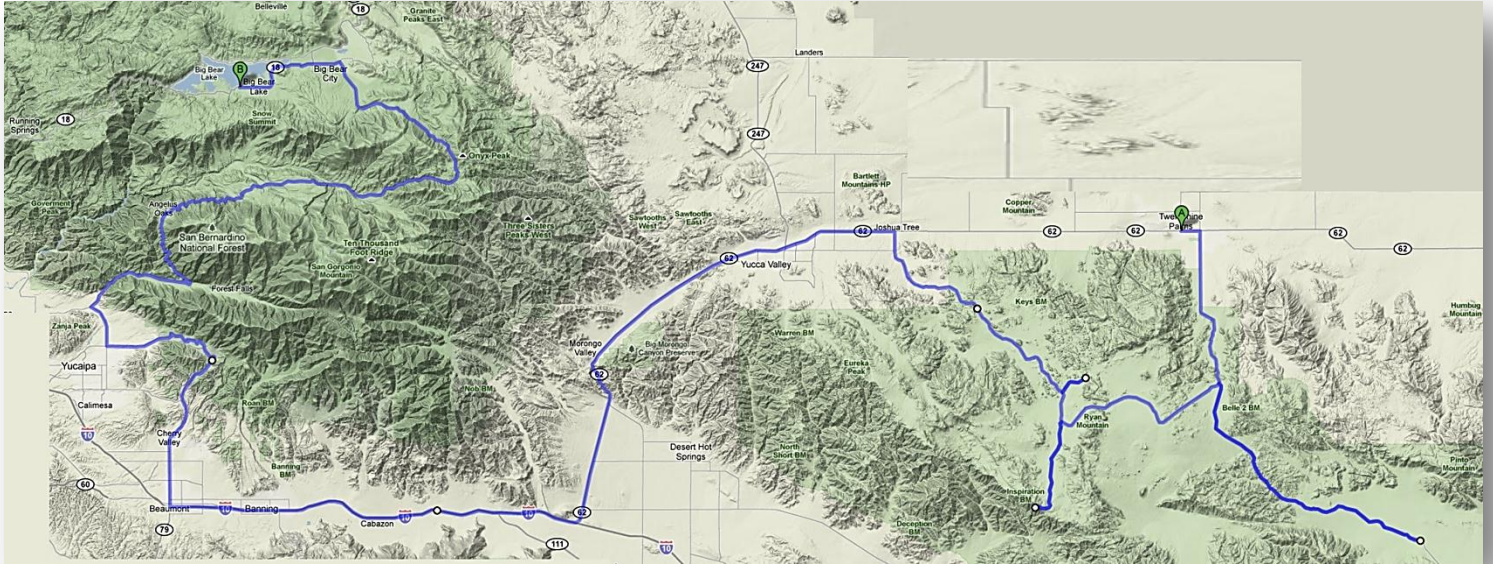 Belleville
18
Granite
Peaks East
Landers
247
Big Bear
Lake
B
Big Bear
Lake
18
Big Bear
City
Running
Springs
18
Snow
Summit
247
Onyx Peak
Bartlett
Mountains HP
Government
Peak
Angelus
Oaks
Three Sisters
Peaks West
Sawtooths
West
Sawtooths
East
Copper
Mountain
A
Twentynine
Palms
San Bernardino
National Forest
Ten Thousand
Foot Ridge
San Gorgonio
Mountain
62
Joshua Tree
62
62
62
62
62
Yucca Valley
Forest Falls
Keys BM
Humbug
Mountain
Zanja Peak
Yucaipa
Morongo
Valley
Big Morongo
Canyon Preserve
Warren BM
Eureka
Peak
62
Nob BM
Calimesa
Roan BM
Belle 2 BM
Ryan
Mountain
10
Cherry
Valley
Desert Hot
Springs
North
Short BM
Banning
BM
Pinto
Mountain
60
Inspiration
BM
Beaumont
10
Banning
Cabazon
10
10
62
Deception
BM
79
111
10